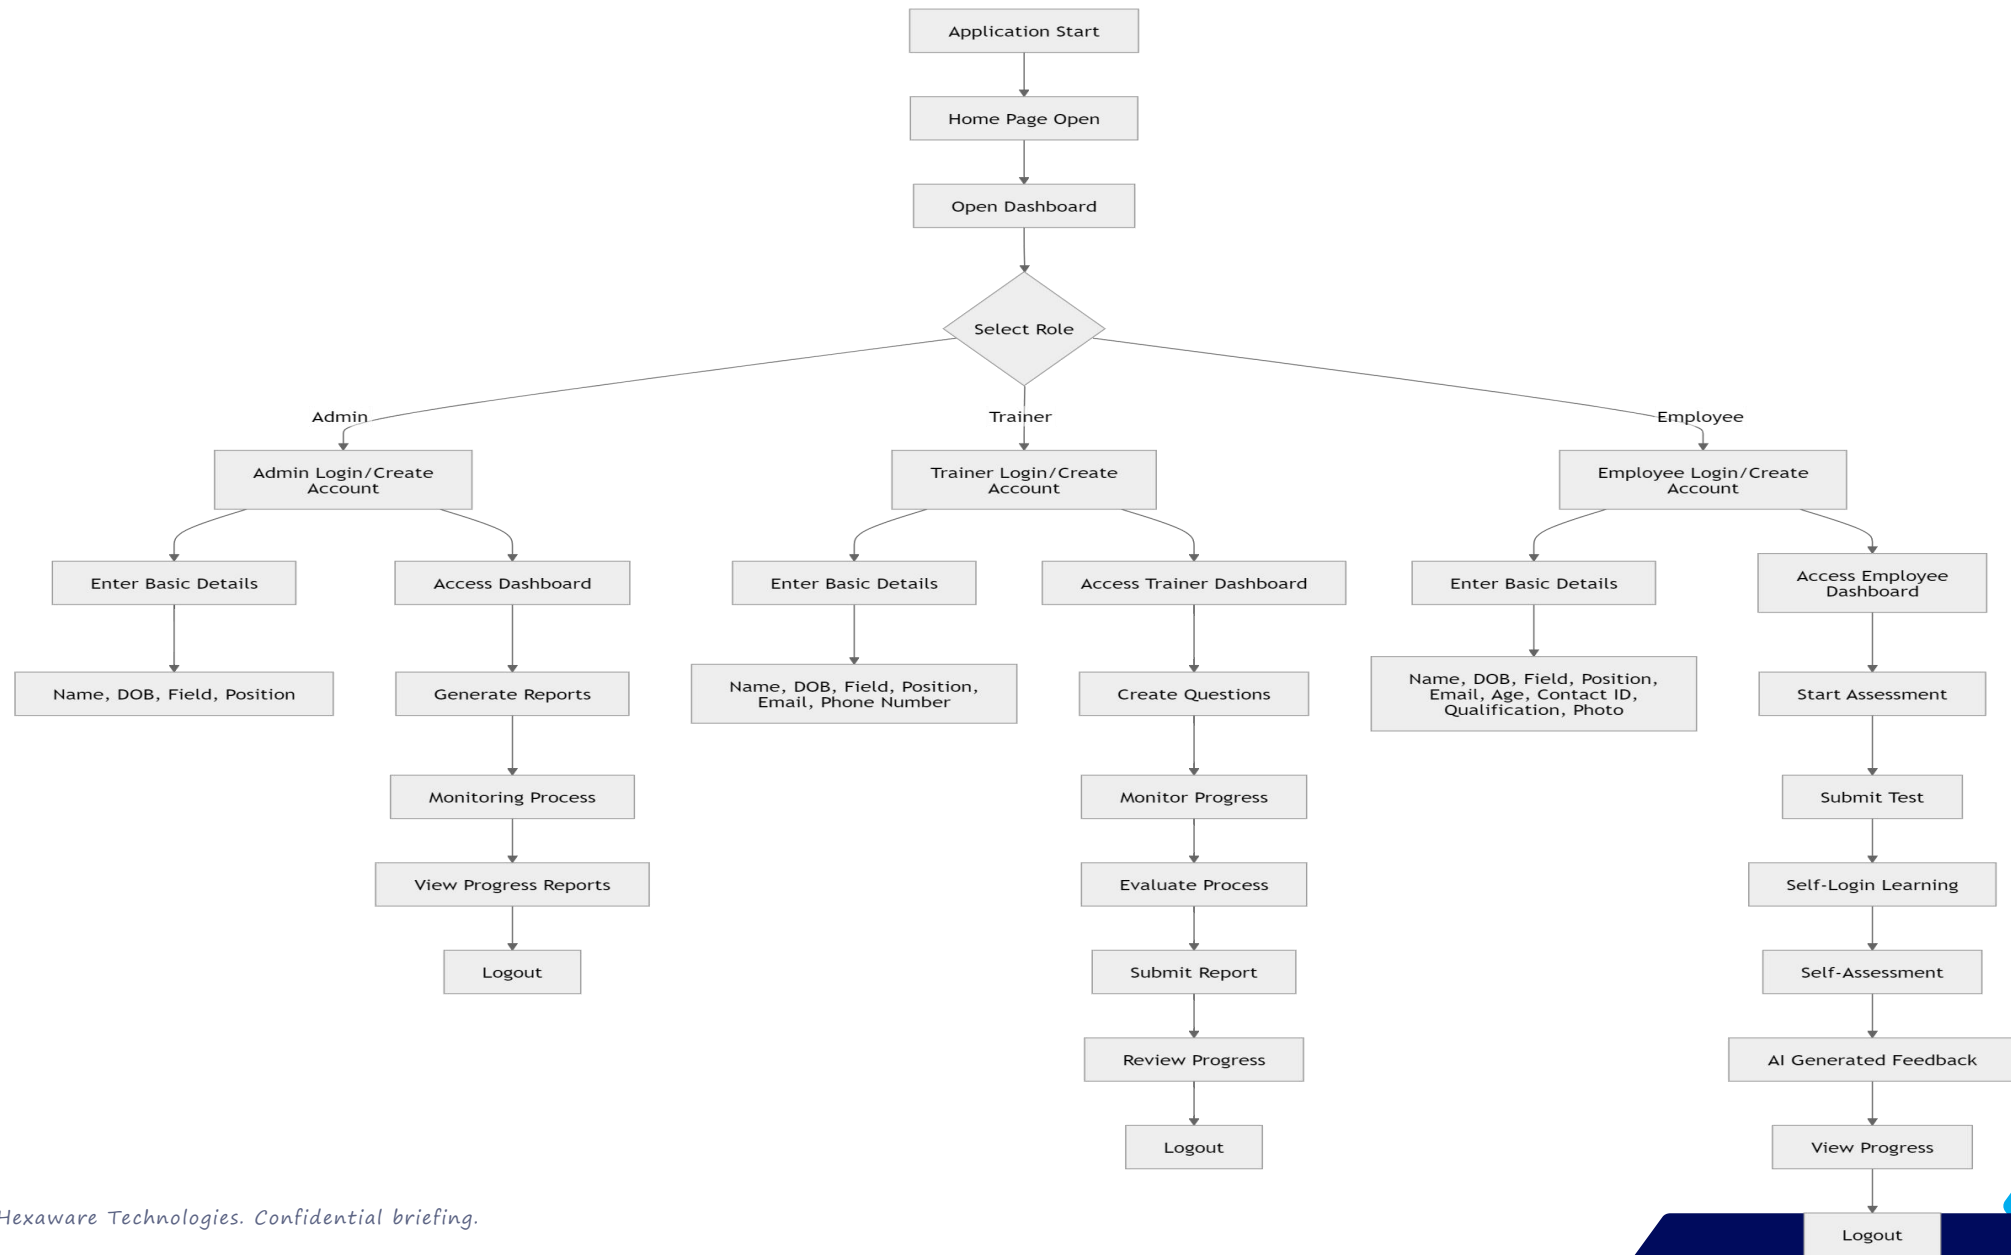 Application Start
Home Page Open
Open Dashboard
Select Role
Admin
Trainer
Employee
Admin Login/Create
Account
Trainer Login/Create
Account
Employee Login/Create
Account
Enter Basic Details
Access Dashboard
Enter Basic Details
Access Trainer Dashboard
Enter Basic Details
Access Employee
Dashboard
Name, DOB, Field, Position
Generate Reports
Name, DOB, Field, Position,
Email, Phone Number
Create Questions
Name, DOB, Field, Position,
Email, Age, Contact ID,
Qualification, Photo
Start Assessment
Monitoring Process
Monitor Progress
Submit Test
View Progress Reports
Evaluate Process
Self-Login Learning
Logout
Submit Report
Self-Assessment
Review Progress
AI Generated Feedback
Logout
View Progress
Hexaware Technologies. Confidential briefing.
Logout